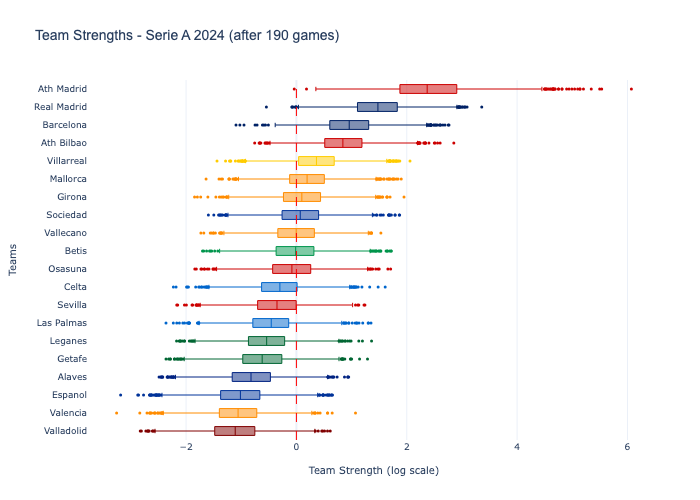 Team Strengths - Serie A 2024 (after 190 games)
Ath Madrid
Real Madrid
Barcelona
Ath Bilbao
Villarreal
Mallorca
Girona
Sociedad
Vallecano
Betis
Osasuna
Celta
Sevilla
Las Palmas
Leganes
Getafe
Alaves
Espanol
Valencia
Valladolid
Teams
−2 0 2 4 6
Team Strength (log scale)